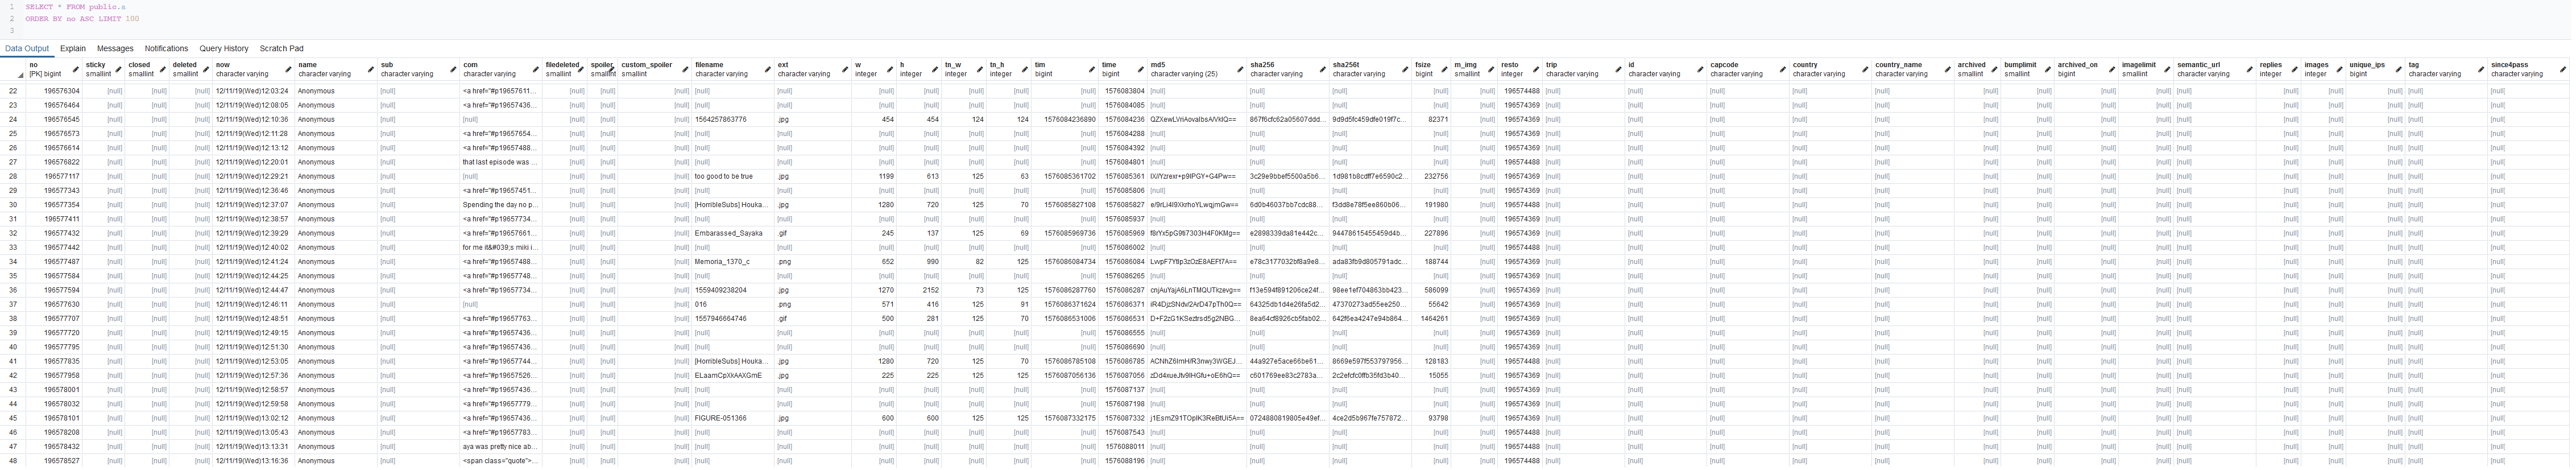 1 SELECT * FROM public.a
2 ORDER BY no ASC LIMIT 100
3
Data Output Explain Messages Notifications Query History Scratch Pad
no sticky closed deleted now name sub com filedeleted spoiler custom_spoiler filename ext w h tn_w tn_h tim time md5 sha256 sha256t fsize m_img resto trip id capcode country country_name archived bumplimit archived_on imagelimit semantic_url replies images unique_ips tag since4pass
[PK] bigint smallint smallint smallint character varying character varying character varying character varying smallint smallint character varying character varying character varying integer integer integer integer bigint bigint character varying (25) character varying character varying bigint smallint integer character varying character varying character varying character varying character varying smallint smallint bigint smallint character varying integer integer bigint character varying character varying
22 196576304 [null] [null] [null] 12/11/19(Wed)12:03:24 Anonymous [null] <a href="#p19657611... [null] [null] [null] [null] [null] [null] [null] [null] [null] [null] 1576083804 [null] [null] [null] [null] [null] 196574488 [null] [null] [null] [null] [null] [null] [null] [null] [null] [null] [null] [null] [null] [null] [null]
23 196576464 [null] [null] [null] 12/11/19(Wed)12:08:05 Anonymous [null] <a href="#p19657436... [null] [null] [null] [null] [null] [null] [null] [null] [null] [null] 1576084085 [null] [null] [null] [null] [null] 196574369 [null] [null] [null] [null] [null] [null] [null] [null] [null] [null] [null] [null] [null] [null] [null]
24 196576545 [null] [null] [null] 12/11/19(Wed)12:10:36 Anonymous [null] [null] [null] [null] [null] 1564257863776 .jpg 454 454 124 124 1576084236890 1576084236 867f6cfc62a05607ddd... 9d9d5fc459dfe019f7c... 82371 [null] 196574369 [null] [null] [null] [null] [null] [null] [null] [null] [null] [null] [null] [null] [null] [null] [null]
25 196576573 [null] [null] [null] 12/11/19(Wed)12:11:28 Anonymous [null] <a href="#p19657654... [null] [null] [null] [null] [null] [null] [null] [null] [null] [null] 1576084288 [null] [null] [null] [null] [null] 196574369 [null] [null] [null] [null] [null] [null] [null] [null] [null] [null] [null] [null] [null] [null] [null]
26 196576614 [null] [null] [null] 12/11/19(Wed)12:13:12 Anonymous [null] <a href="#p19657488... [null] [null] [null] [null] [null] [null] [null] [null] [null] [null] 1576084392 [null] [null] [null] [null] [null] 196574369 [null] [null] [null] [null] [null] [null] [null] [null] [null] [null] [null] [null] [null] [null] [null]
27 196576822 [null] [null] [null] 12/11/19(Wed)12:20:01 Anonymous [null] that last episode was ... [null] [null] [null] [null] [null] [null] [null] [null] [null] [null] 1576084801 [null] [null] [null] [null] [null] 196574488 [null] [null] [null] [null] [null] [null] [null] [null] [null] [null] [null] [null] [null] [null] [null]
28 196577117 [null] [null] [null] 12/11/19(Wed)12:29:21 Anonymous [null] [null] [null] [null] [null] too good to be true .jpg 1199 613 125 63 1576085361702 1576085361 3c29e9bbef5500a5b6... 1d981b8cdff7e6590c2... 232756 [null] 196574369 [null] [null] [null] [null] [null] [null] [null] [null] [null] [null] [null] [null] [null] [null] [null]
29 196577343 [null] [null] [null] 12/11/19(Wed)12:36:46 Anonymous [null] <a href="#p19657451... [null] [null] [null] [null] [null] [null] [null] [null] [null] [null] 1576085806 [null] [null] [null] [null] [null] 196574369 [null] [null] [null] [null] [null] [null] [null] [null] [null] [null] [null] [null] [null] [null] [null]
30 196577354 [null] [null] [null] 12/11/19(Wed)12:37:07 Anonymous [null] Spending the day no p... [null] [null] [null] [HorribleSubs] Houka... .jpg 1280 720 125 70 1576085827108 1576085827 6d0b46037bb7cdc88... f3dd8e78f5ee860b06... 191980 [null] 196574488 [null] [null] [null] [null] [null] [null] [null] [null] [null] [null] [null] [null] [null] [null] [null]
31 196577411 [null] [null] [null] 12/11/19(Wed)12:38:57 Anonymous [null] <a href="#p19657734... [null] [null] [null] [null] [null] [null] [null] [null] [null] [null] 1576085937 [null] [null] [null] [null] [null] 196574369 [null] [null] [null] [null] [null] [null] [null] [null] [null] [null] [null] [null] [null] [null] [null]
32 196577432 [null] [null] [null] 12/11/19(Wed)12:39:29 Anonymous [null] <a href="#p19657661... [null] [null] [null] Embarassed_Sayaka .gif 245 137 125 69 1576085969736 1576085969 f8rYx5pG9ti7303H4F0KMg== e2898339da81e442c... 94478615455459d4b... 227896 [null] 196574369 [null] [null] [null] [null] [null] [null] [null] [null] [null] [null] [null] [null] [null] [null] [null]
33 196577442 [null] [null] [null] 12/11/19(Wed)12:40:02 Anonymous [null] for me it&#039;s miki i... [null] [null] [null] [null] [null] [null] [null] [null] [null] [null] 1576086002 [null] [null] [null] [null] [null] 196574488 [null] [null] [null] [null] [null] [null] [null] [null] [null] [null] [null] [null] [null] [null] [null]
34 196577487 [null] [null] [null] 12/11/19(Wed)12:41:24 Anonymous [null] <a href="#p19657488... [null] [null] [null] Memoria_1370_c .png 652 990 82 125 1576086084734 1576086084 LvvpF7Ytlp3zOzE8AEFf7A== e78c3177032bf8a9e8... ada83fb9d805791adc... 188744 [null] 196574369 [null] [null] [null] [null] [null] [null] [null] [null] [null] [null] [null] [null] [null] [null] [null]
35 196577584 [null] [null] [null] 12/11/19(Wed)12:44:25 Anonymous [null] <a href="#p19657748... [null] [null] [null] [null] [null] [null] [null] [null] [null] [null] 1576086265 [null] [null] [null] [null] [null] 196574369 [null] [null] [null] [null] [null] [null] [null] [null] [null] [null] [null] [null] [null] [null] [null]
36 196577594 [null] [null] [null] 12/11/19(Wed)12:44:47 Anonymous [null] <a href="#p19657734... [null] [null] [null] 1559409238204 .jpg 1270 2152 73 125 1576086287760 1576086287 cnjAuYajA6LnTMQUTkzevg== f13e594f891206ce24f... 98ee1ef704863bb423... 586099 [null] 196574369 [null] [null] [null] [null] [null] [null] [null] [null] [null] [null] [null] [null] [null] [null] [null]
37 196577630 [null] [null] [null] 12/11/19(Wed)12:46:11 Anonymous [null] [null] [null] [null] [null] 016 .png 571 416 125 91 1576086371624 1576086371 iR4DjzSNdv/2ArD47pTh0Q== 64325db1d4e26fa5d2... 47370273ad55ee250... 55642 [null] 196574369 [null] [null] [null] [null] [null] [null] [null] [null] [null] [null] [null] [null] [null] [null] [null]
38 196577707 [null] [null] [null] 12/11/19(Wed)12:48:51 Anonymous [null] <a href="#p19657763... [null] [null] [null] 1557946664746 .gif 500 281 125 70 1576086531006 1576086531 D+F2zG1KSeztrsd5g2NBG... 8ea64cf8926cb5fab02... 642f6ea4247e94b864... 1464261 [null] 196574369 [null] [null] [null] [null] [null] [null] [null] [null] [null] [null] [null] [null] [null] [null] [null]
39 196577720 [null] [null] [null] 12/11/19(Wed)12:49:15 Anonymous [null] <a href="#p19657436... [null] [null] [null] [null] [null] [null] [null] [null] [null] [null] 1576086555 [null] [null] [null] [null] [null] 196574369 [null] [null] [null] [null] [null] [null] [null] [null] [null] [null] [null] [null] [null] [null] [null]
40 196577795 [null] [null] [null] 12/11/19(Wed)12:51:30 Anonymous [null] <a href="#p19657436... [null] [null] [null] [null] [null] [null] [null] [null] [null] [null] 1576086690 [null] [null] [null] [null] [null] 196574369 [null] [null] [null] [null] [null] [null] [null] [null] [null] [null] [null] [null] [null] [null] [null]
41 196577835 [null] [null] [null] 12/11/19(Wed)12:53:05 Anonymous [null] <a href="#p19657744... [null] [null] [null] [HorribleSubs] Houka... .jpg 1280 720 125 70 1576086785108 1576086785 44a927e5ace66be61... 8669e597f553797956... 128183 [null] 196574488 [null] [null] [null] [null] [null] [null] [null] [null] [null] [null] [null] [null] [null] [null] [null]
42 196577958 [null] [null] [null] 12/11/19(Wed)12:57:36 Anonymous [null] <a href="#p19657526... [null] [null] [null] ELaamCpXkAAXGmE .jpg 225 225 125 125 1576087056136 1576087056 c601769ee83c2783a... 2c2efcfc0ffb35fd3b40... 15055 [null] 196574369 [null] [null] [null] [null] [null] [null] [null] [null] [null] [null] [null] [null] [null] [null] [null]
43 196578001 [null] [null] [null] 12/11/19(Wed)12:58:57 Anonymous [null] <a href="#p19657436... [null] [null] [null] [null] [null] [null] [null] [null] [null] [null] 1576087137 [null] [null] [null] [null] [null] 196574369 [null] [null] [null] [null] [null] [null] [null] [null] [null] [null] [null] [null] [null] [null] [null]
44 196578032 [null] [null] [null] 12/11/19(Wed)12:59:58 Anonymous [null] <a href="#p19657779... [null] [null] [null] [null] [null] [null] [null] [null] [null] [null] 1576087198 [null] [null] [null] [null] [null] 196574369 [null] [null] [null] [null] [null] [null] [null] [null] [null] [null] [null] [null] [null] [null] [null]
45 196578101 [null] [null] [null] 12/11/19(Wed)13:02:12 Anonymous [null] <a href="#p19657436... [null] [null] [null] FIGURE-051366 .jpg 600 600 125 125 1576087332175 1576087332 j1EsmZ91TOplK3ReBtUi5A== 0724880819805e49ef... 4ce2d5b967fe757872... 93798 [null] 196574369 [null] [null] [null] [null] [null] [null] [null] [null] [null] [null] [null] [null] [null] [null] [null]
46 196578208 [null] [null] [null] 12/11/19(Wed)13:05:43 Anonymous [null] <a href="#p19657783... [null] [null] [null] [null] [null] [null] [null] [null] [null] [null] 1576087543 [null] [null] [null] [null] [null] 196574488 [null] [null] [null] [null] [null] [null] [null] [null] [null] [null] [null] [null] [null] [null] [null]
47 196578432 [null] [null] [null] 12/11/19(Wed)13:13:31 Anonymous [null] aya was pretty nice ab... [null] [null] [null] [null] [null] [null] [null] [null] [null] [null] 1576088011 [null] [null] [null] [null] [null] 196574488 [null] [null] [null] [null] [null] [null] [null] [null] [null] [null] [null] [null] [null] [null] [null]
48 196578527 [null] [null] [null] 12/11/19(Wed)13:16:36 Anonymous [null] <span class="quote">... [null] [null] [null] [null] [null] [null] [null] [null] [null] [null] 1576088196 [null] [null] [null] [null] [null] 196574488 [null] [null] [null] [null] [null] [null] [null] [null] [null] [null] [null] [null] [null] [null] [null]